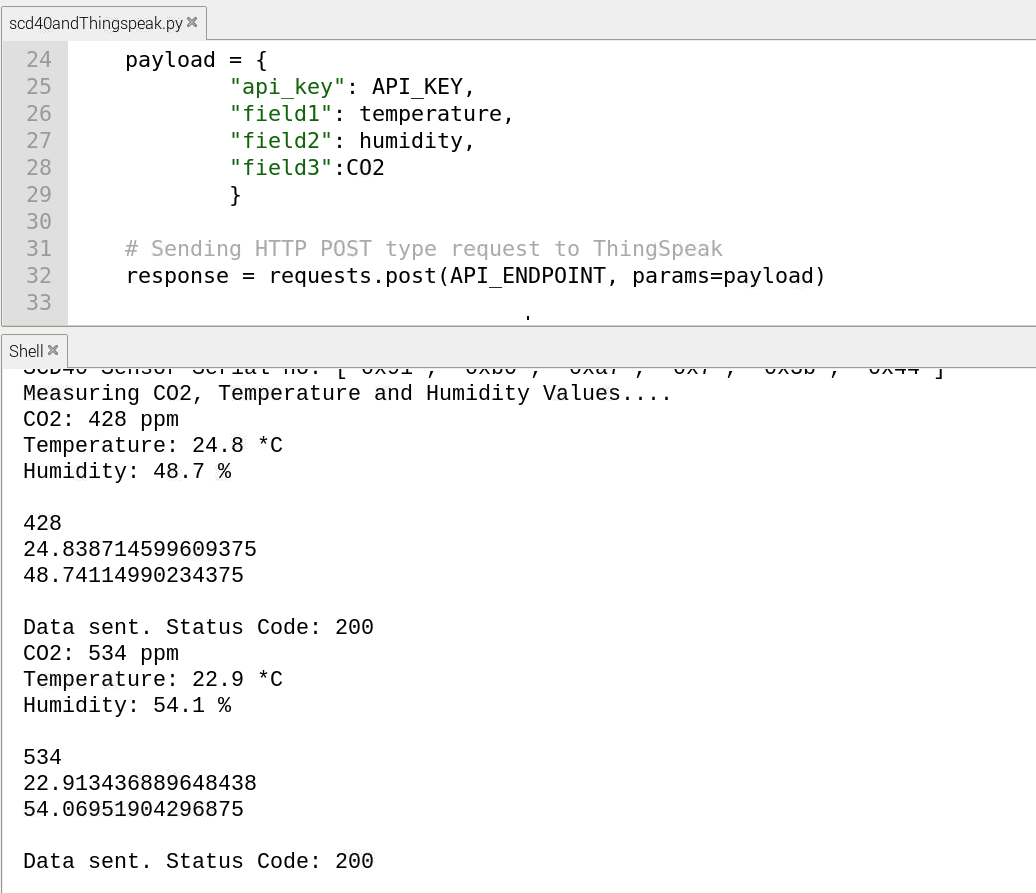 scd40andThingspeak.py
24 payload = {
25 "api_key": API_KEY,
26 "field1": temperature,
27 "field2": humidity,
28 "field3":CO2
29 }
30
31 # Sending HTTP POST type request to ThingSpeak
32 response = requests.post(API_ENDPOINT, params=payload)
33
Shell
SCD40 Sensor Serial no: [
Measuring CO2, Temperature and Humidity Values....
CO2: 428 ppm
Temperature: 24.8 *C
Humidity: 48.7 %
428
24.838714599609375
48.74114990234375
Data sent. Status Code: 200
CO2: 534 ppm
Temperature: 22.9 *C
Humidity: 54.1 %
534
22.913436889648438
54.06951904296875
Data sent. Status Code: 200